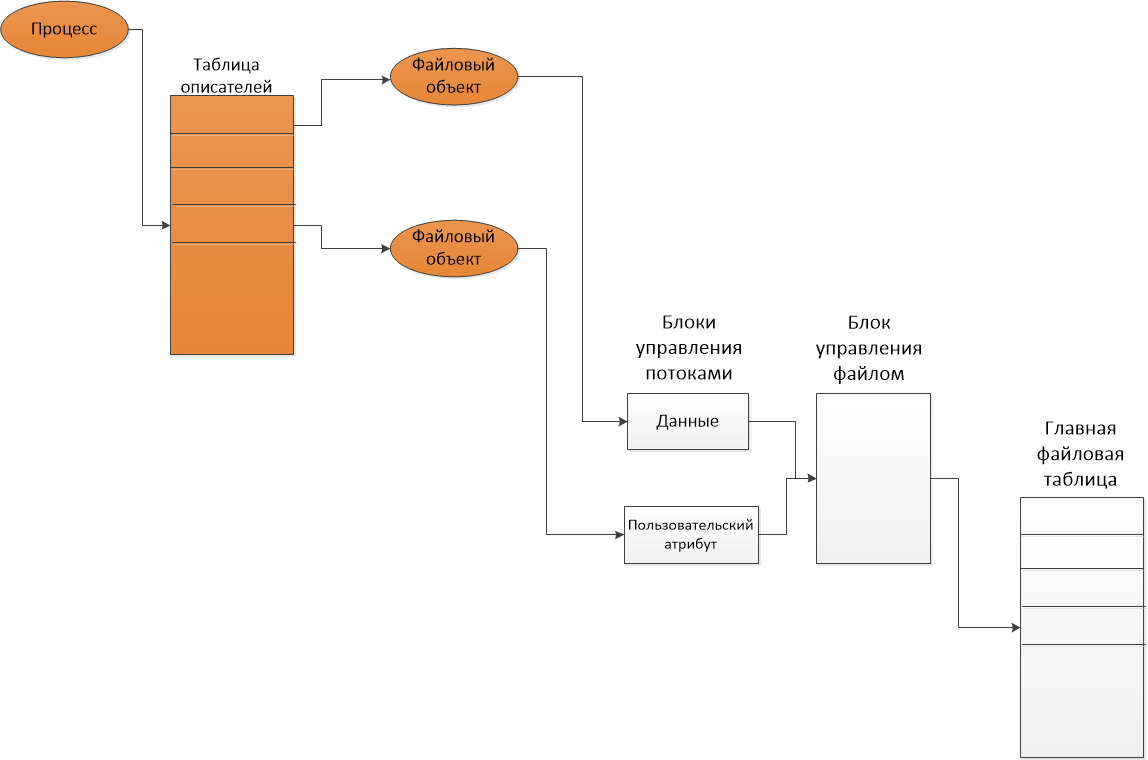 Процесс
Таблица
описателей
Файловый
объект
Файловый
объект
Блоки
управления
потоками
Блок
управления
файлом
Данные
Главная
файловая
таблица
Пользовательский
атрибут